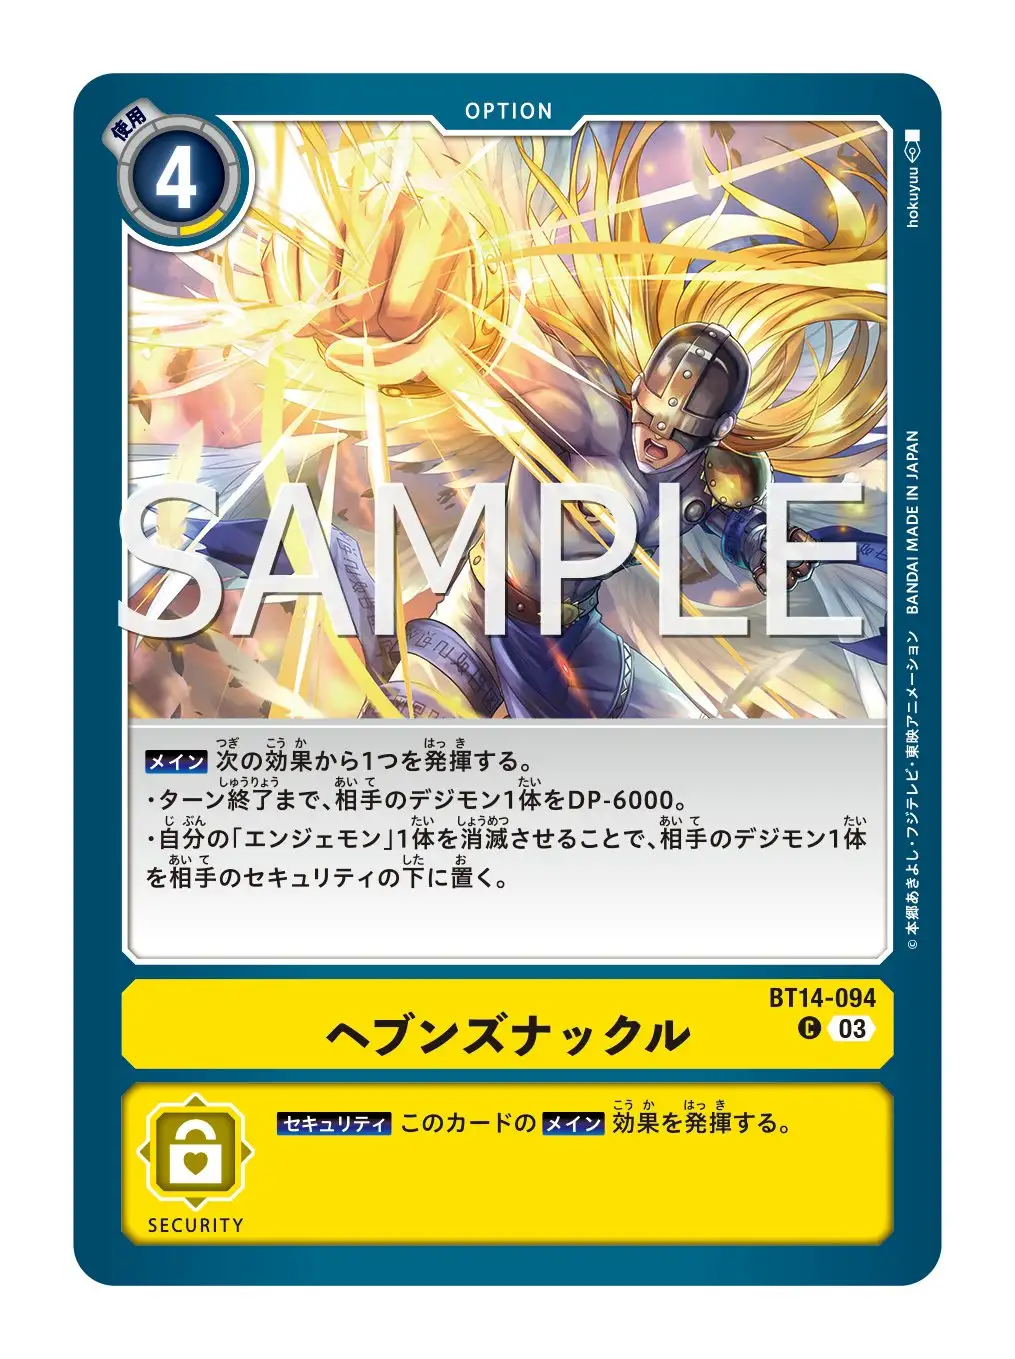 OPTION
使用
4
hokuyuu
SAMPLE
BANDAI MADE IN JAPAN
©本郷あきよし・フジテレビ・東映アニメーション
メイン 次の効果から1つを発揮する。
・ターン終了まで、相手のデジモン1体をDP-6000。
・自分の「エンジェモン」1体を消滅させることで、相手のデジモン1体
を相手のセキュリティの下に置く。
BT14-094
C 03
ヘブンズナックル
セキュリティ このカードの メイン 効果を発揮する。
SECURITY